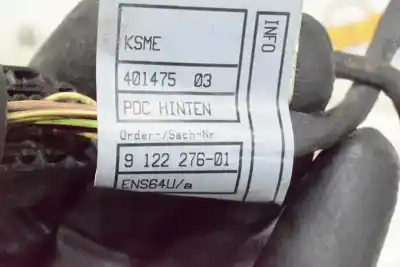 KSME
INFO
401475 03
PDC HINTEN
Order-/Sach-Nr.
9 122 276-01
ENS64U/a